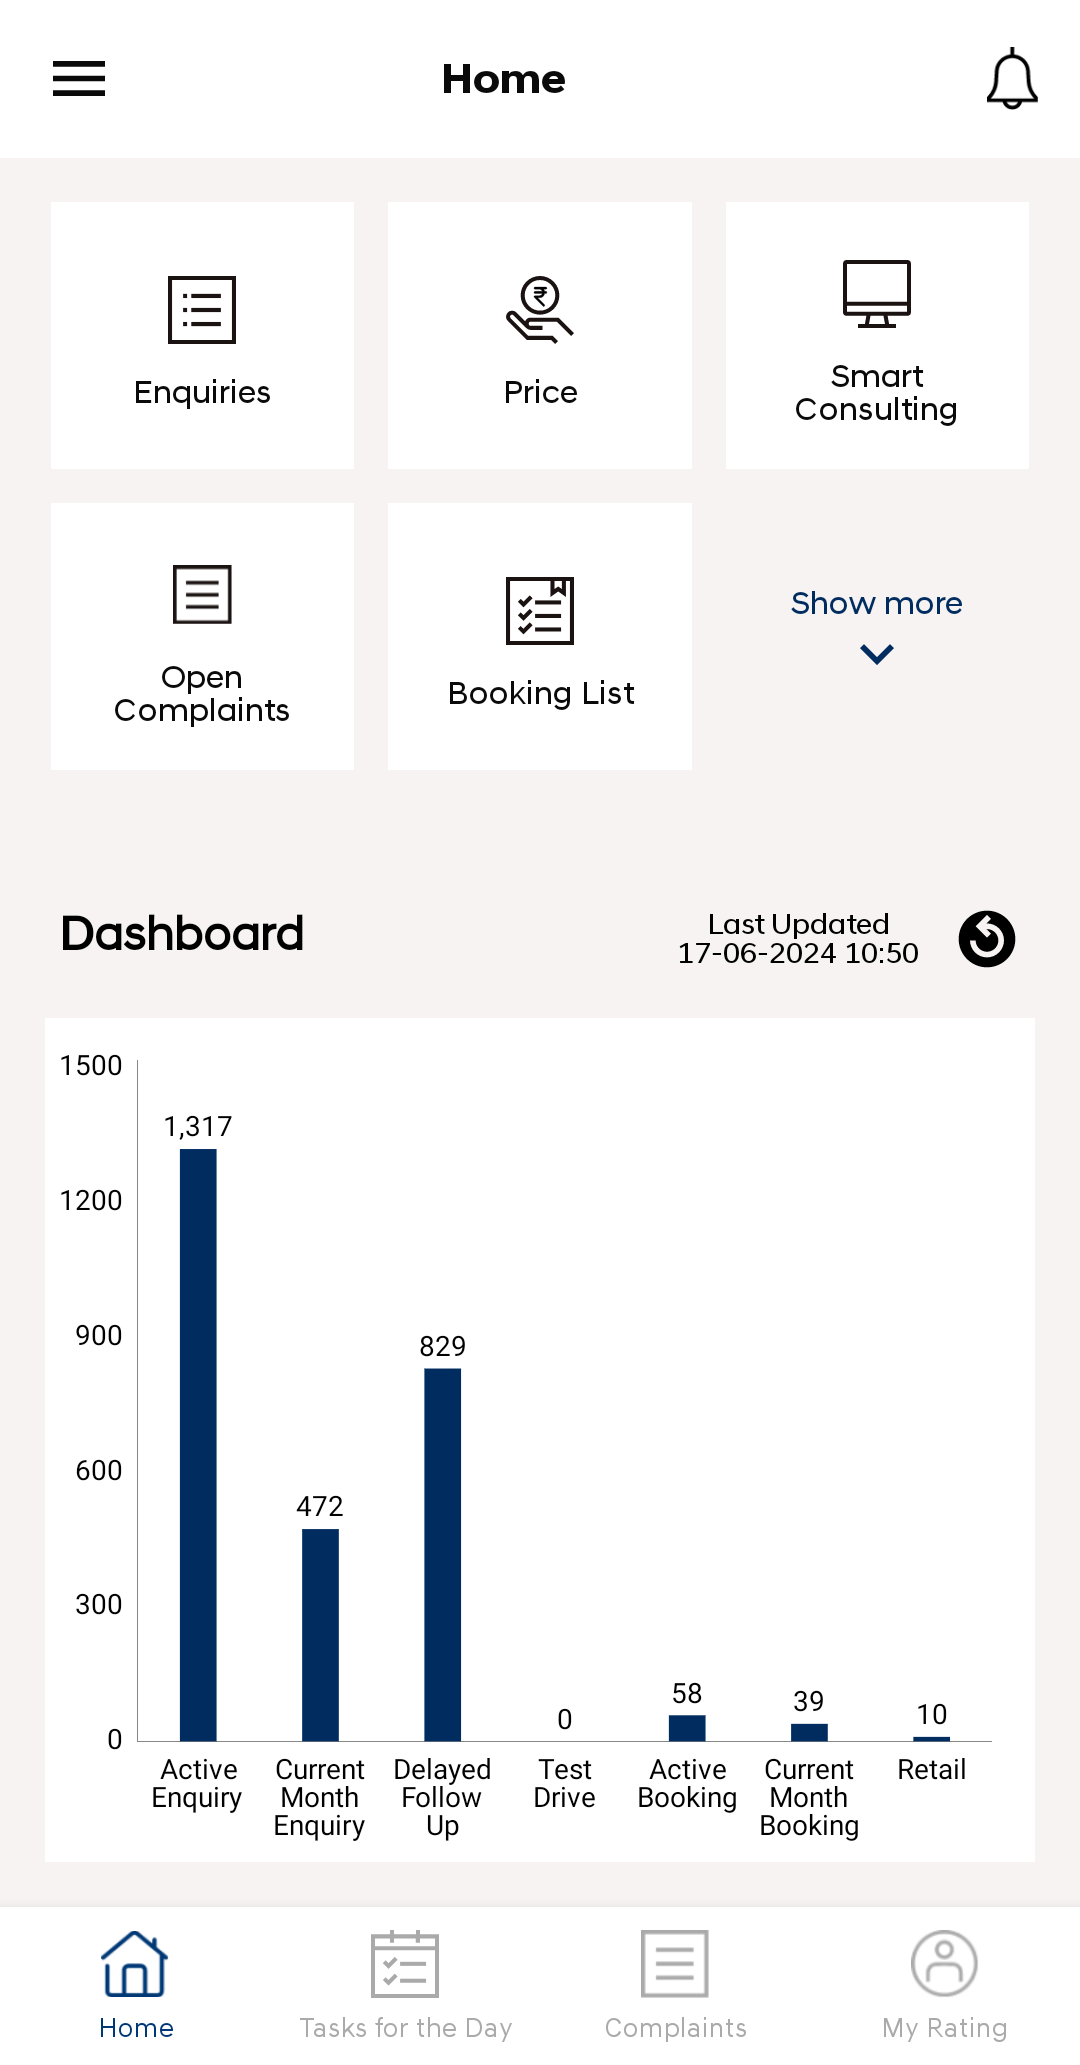 Home
Enquiries
Price
Smart
Consulting
Open
Complaints
Booking List
Show more
Dashboard
Last Updated
17-06-2024 10:50
1500
1200
900
600
300
0
1,317
472
829
0
58
39
10
Active
Enquiry
Current
Month
Enquiry
Delayed
Follow
Up
Test
Drive
Active
Booking
Current
Month
Booking
Retail
Home
Tasks for the Day
Complaints
My Rating